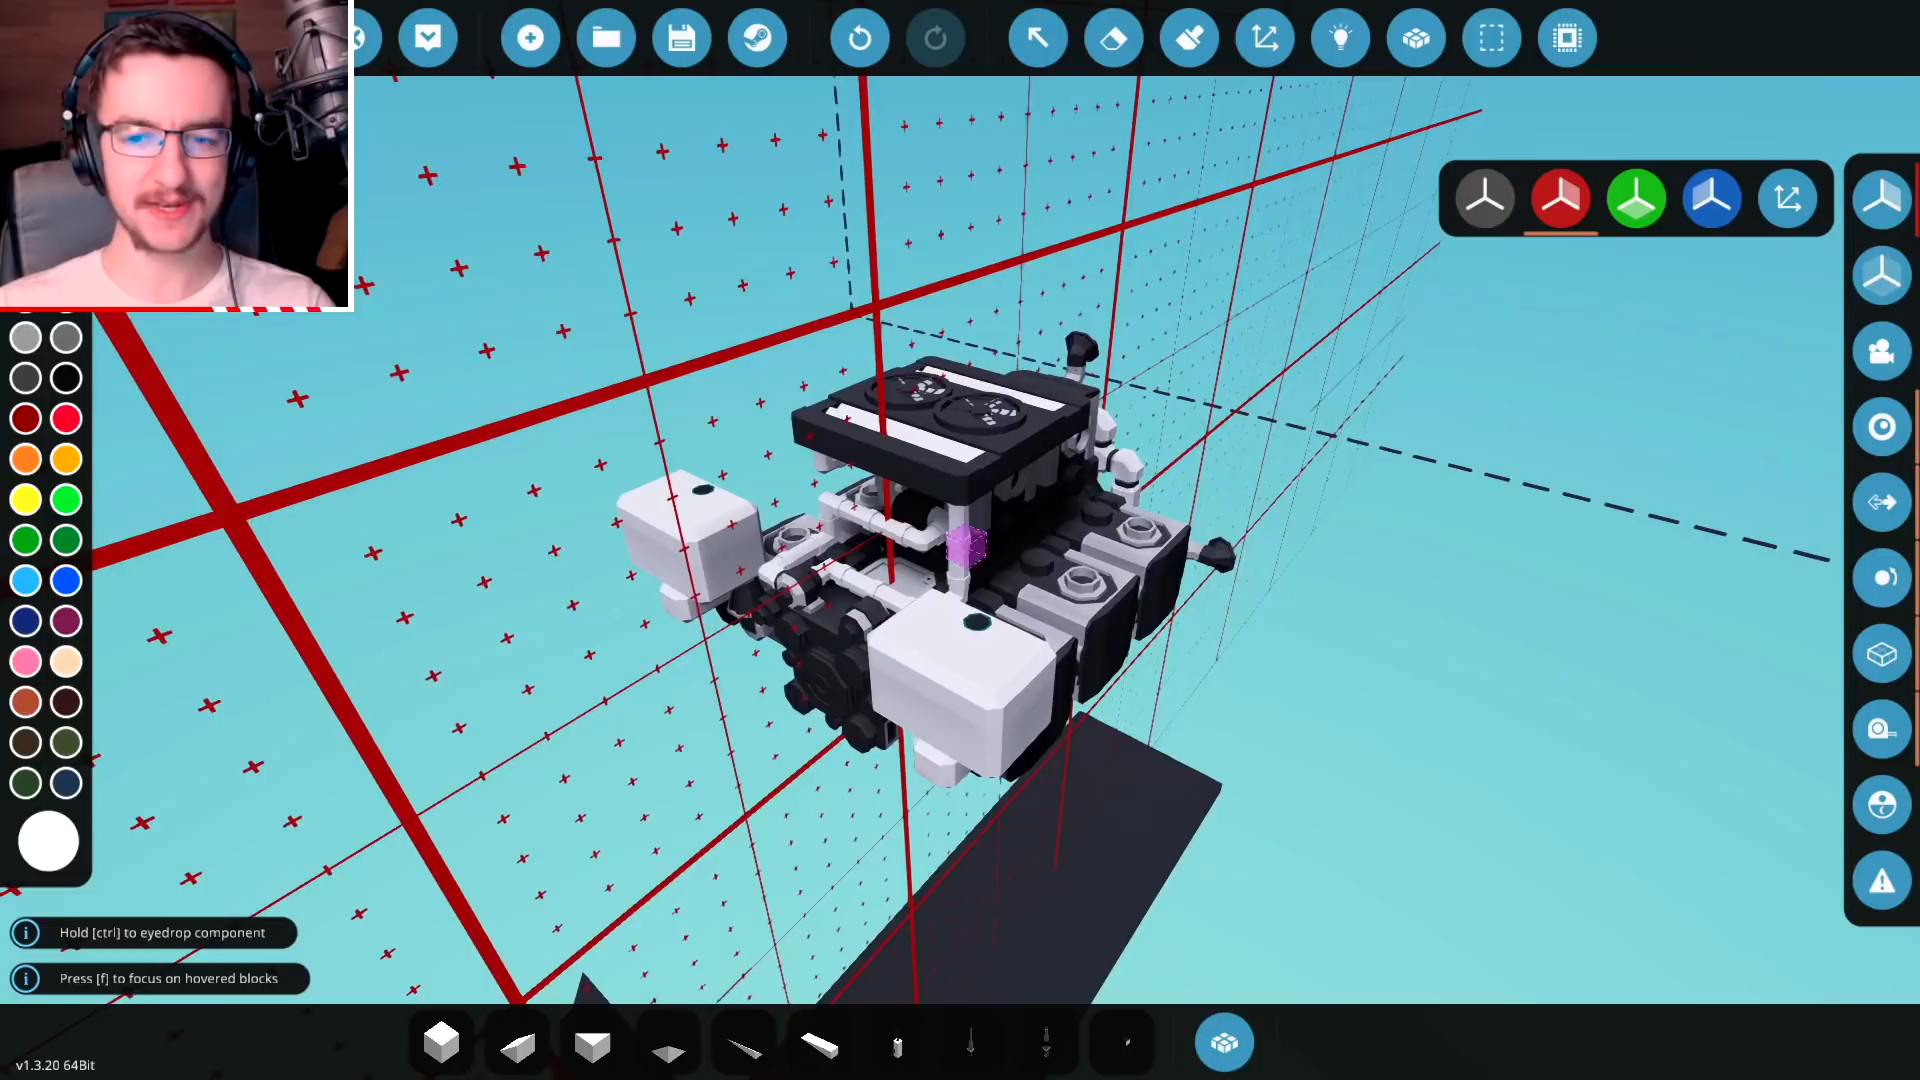 Hold [ctrl] to eyedrop component
Press [f] to focus on hovered blocks
v1.3.20 64Bit